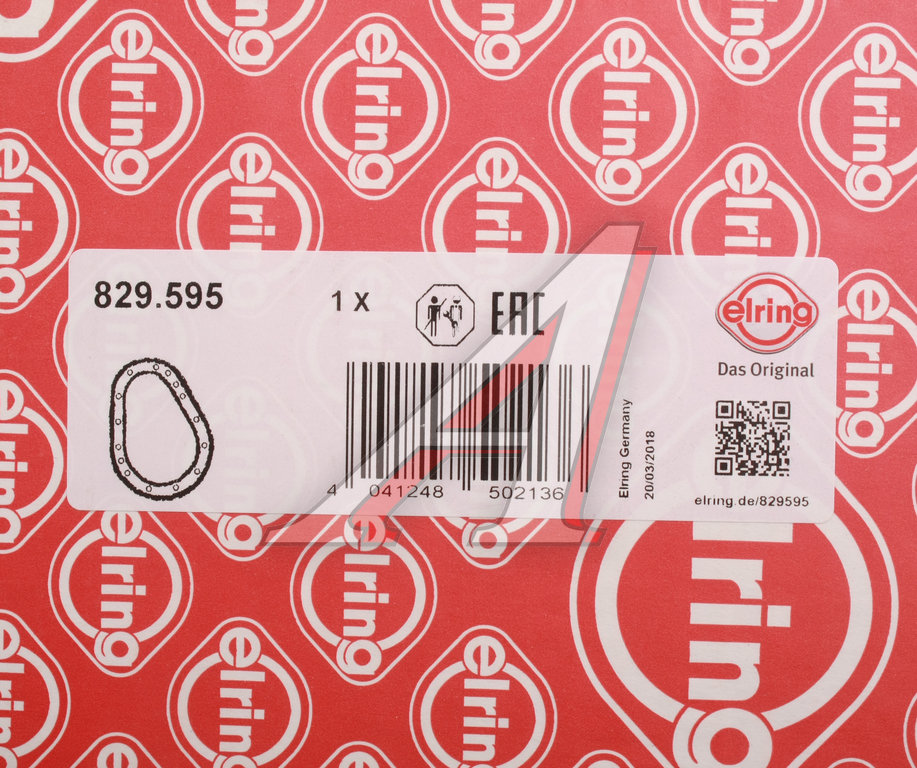 829.595
1 X
EAC
elring
Das Original
4 041248 502136
Elring Germany
20/03/2018
elring.de/829595
elring
elring
elring
elring
elring
elring
elring
elring
elring
elring
elring
elring
elring